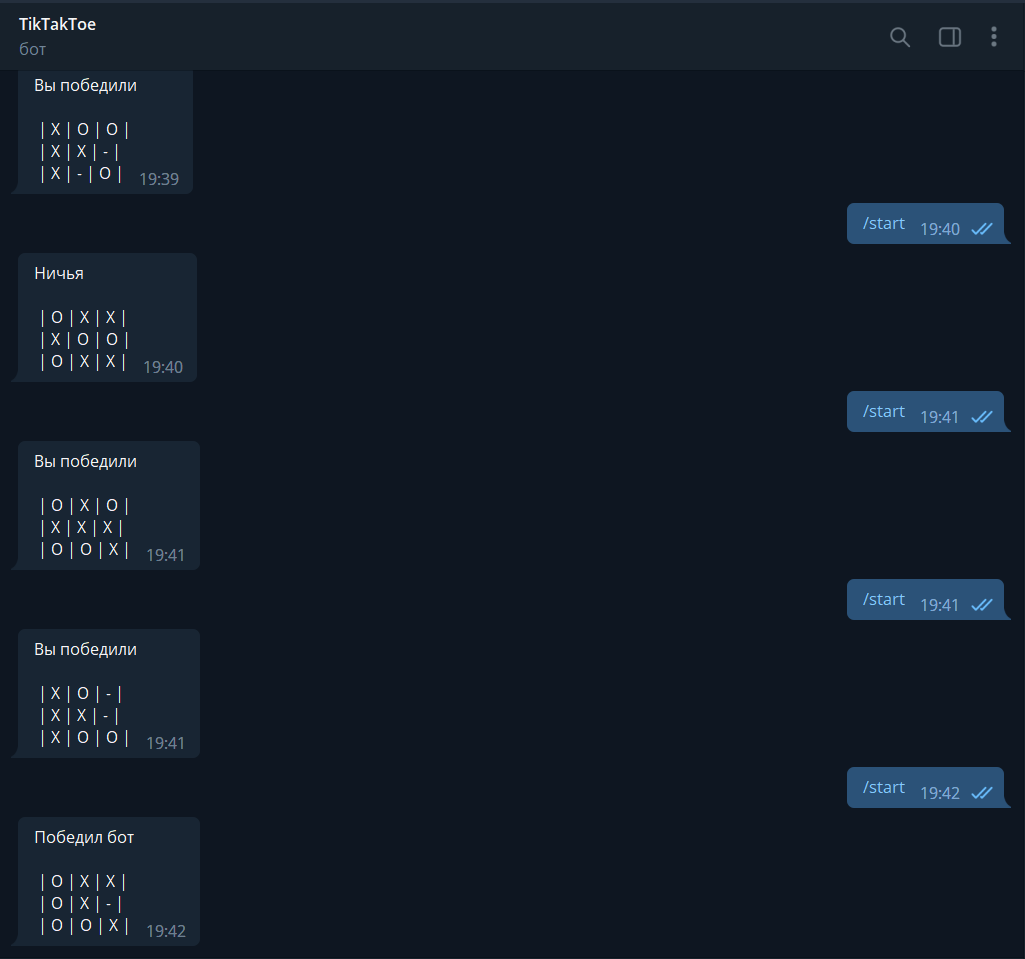 TikTakToe
бот
Вы победили
| X | O | O |
| X | X | - |
| X | - | O |
19:39
/start 19:40
Ничья
| O | X | X |
| X | O | O |
| O | X | X |
19:40
/start 19:41
Вы победили
| O | X | O |
| X | X | X |
| O | O | X |
19:41
/start 19:41
Вы победили
| X | O | - |
| X | X | - |
| X | O | O |
19:41
/start 19:42
Победил бот
| O | X | X |
| O | X | - |
| O | O | X |
19:42